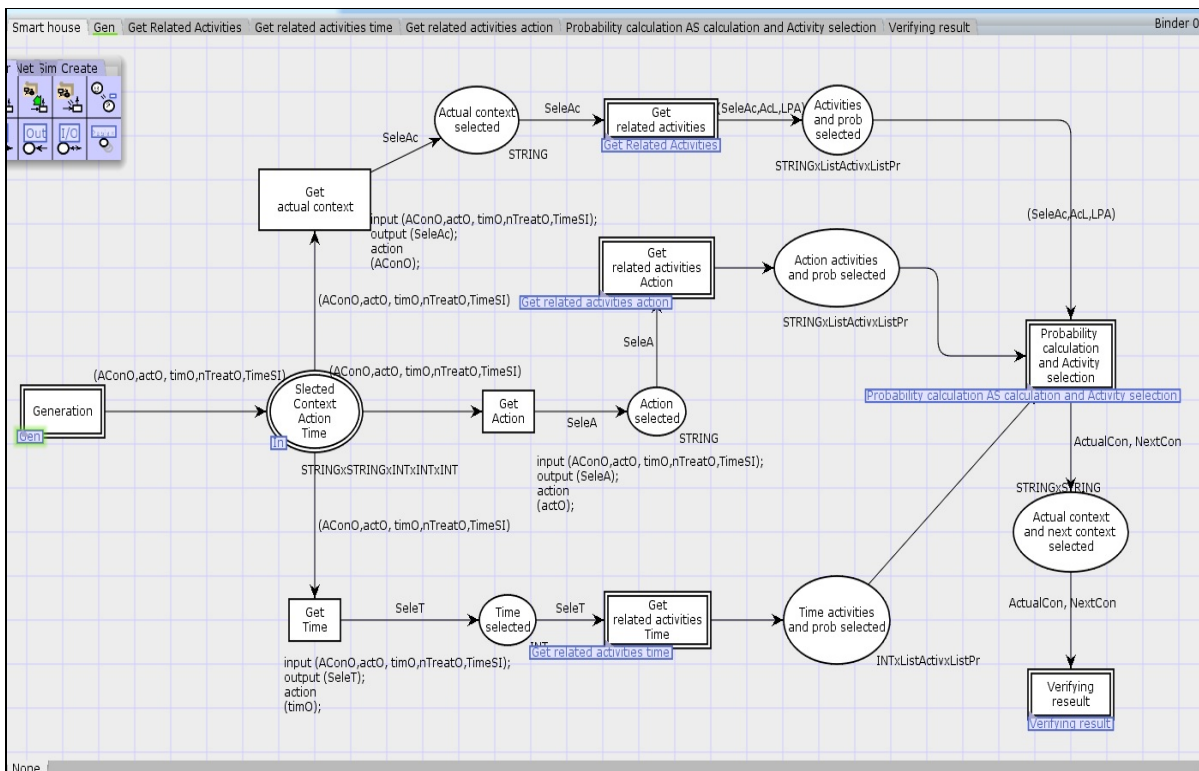 Smart house Gen Get Related Activities Get related activities time Get related activities action Probability calculation AS calculation and Activity selection Verifying result
Binder 0
Net Sim Create
Out I/O
Actual context
selected
STRING
SeleAc
SeleAc
Get
related activities
Get Related Activities
(SeleAc,AcL,LPA)
Activities
and prob
selected
STRINGxListActivxListPr
(SeleAc,AcL,LPA)
Get
actual context
input (AConO,actO, timO,nTreatO,TimeSI);
output (SeleAc);
action
(AConO);
(AConO,actO, timO,nTreatO,TimeSI)
Get
related activities
Action
Get related activities action
Action activities
and prob selected
STRINGxListActivxListPr
SeleA
Probability
calculation
and Activity
selection
Probability calculation AS calculation and Activity selection
Generation
Gen
(AConO,actO, timO,nTreatO,TimeSI)
Slected
Context
Action
Time
In
STRINGxSTRINGxINTxINTxINT
(AConO,actO, timO,nTreatO,TimeSI)
Get
Action
SeleA
Action
selected
STRING
input (AConO,actO, timO,nTreatO,TimeSI);
output (SeleA);
action
(actO);
ActualCon, NextCon
STRINGxSTRING
Actual context
and next context
selected
ActualCon, NextCon
(AConO,actO, timO,nTreatO,TimeSI)
Get
Time
SeleT
Time
selected
INT
SeleT
Get
related activities
Time
Get related activities time
Time activities
and prob selected
INTxListActivxListPr
input (AConO,actO, timO,nTreatO,TimeSI);
output (SeleT);
action
(timO);
Verifying
reseult
Verifying result
None